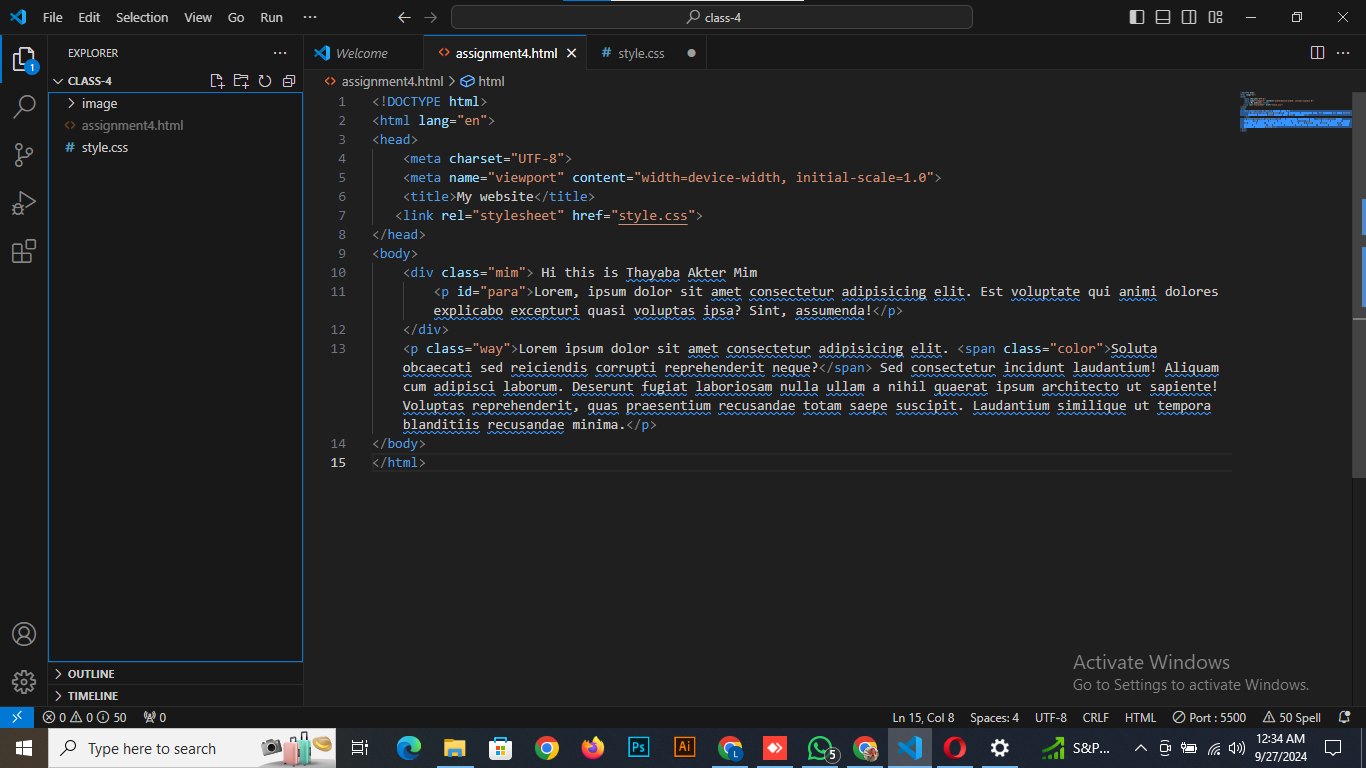 File Edit Selection View Go Run ··· class-4
EXPLORER ···
Welcome assignment4.html style.css
CLASS-4
image
assignment4.html
style.css
OUTLINE
TIMELINE
assignment4.html > html
1 <!DOCTYPE html>
2 <html lang="en">
3 <head>
4 <meta charset="UTF-8">
5 <meta name="viewport" content="width=device-width, initial-scale=1.0">
6 <title>My website</title>
7 <link rel="stylesheet" href="style.css">
8 </head>
9 <body>
10 <div class="mim"> Hi this is Thayaba Akter Mim
11 <p id="para">Lorem, ipsum dolor sit amet consectetur adipisicing elit. Est voluptate qui animi dolores
explicabo excepturi quasi voluptas ipsa? Sint, assumenda!</p>
12 </div>
13 <p class="way">Lorem ipsum dolor sit amet consectetur adipisicing elit. <span class="color">Soluta
obcaecati sed reiciendis corrupti reprehenderit neque?</span> Sed consectetur incidunt laudantium! Aliquam
cum adipisci laborum. Deserunt fugiat laboriosam nulla ullam a nihil quaerat ipsum architecto ut sapiente!
Voluptas reprehenderit, quas praesentium recusandae totam saepe suscipit. Laudantium similique ut tempora
blanditiis recusandae minima.</p>
14 </body>
15 </html>
Activate Windows
Go to Settings to activate Windows.
0 0 50 0 Ln 15, Col 8 Spaces: 4 UTF-8 CRLF HTML Port : 5500 50 Spell
Type here to search Ps Ai L 5 S&P... 12:34 AM
9/27/2024
1